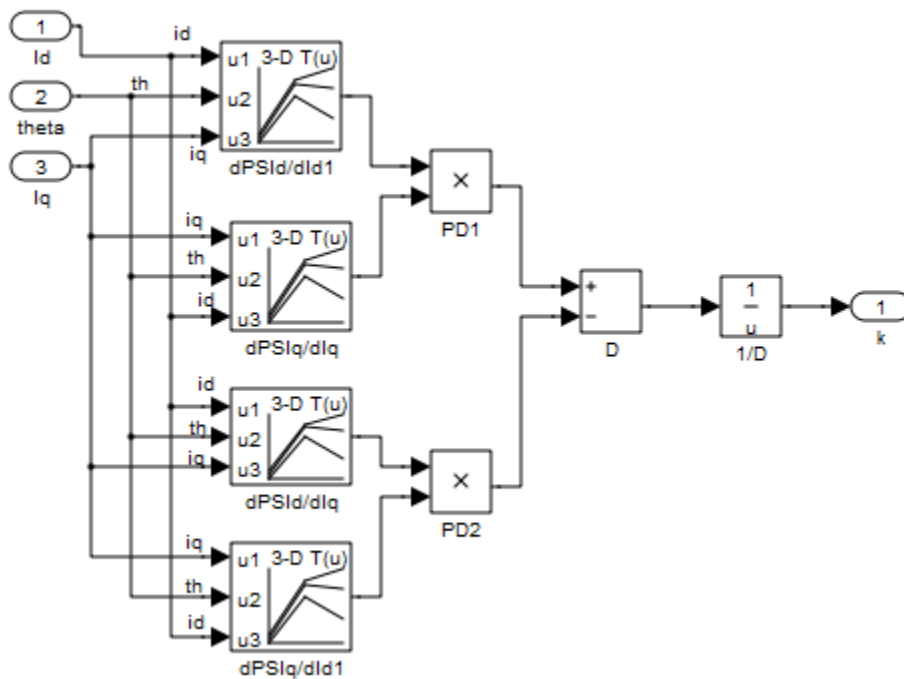 1
Id
2
theta
3
Iq
id
th
iq
u1 3-D T(u)
u2
u3
dPSId/dId1
iq
th
id
u1 3-D T(u)
u2
u3
dPSIq/dIq
id
th
iq
u1 3-D T(u)
u2
u3
dPSId/dIq
iq
th
id
u1 3-D T(u)
u2
u3
dPSIq/dId1
×
PD1
×
PD2
+
−
D
1
u
1/D
1
k